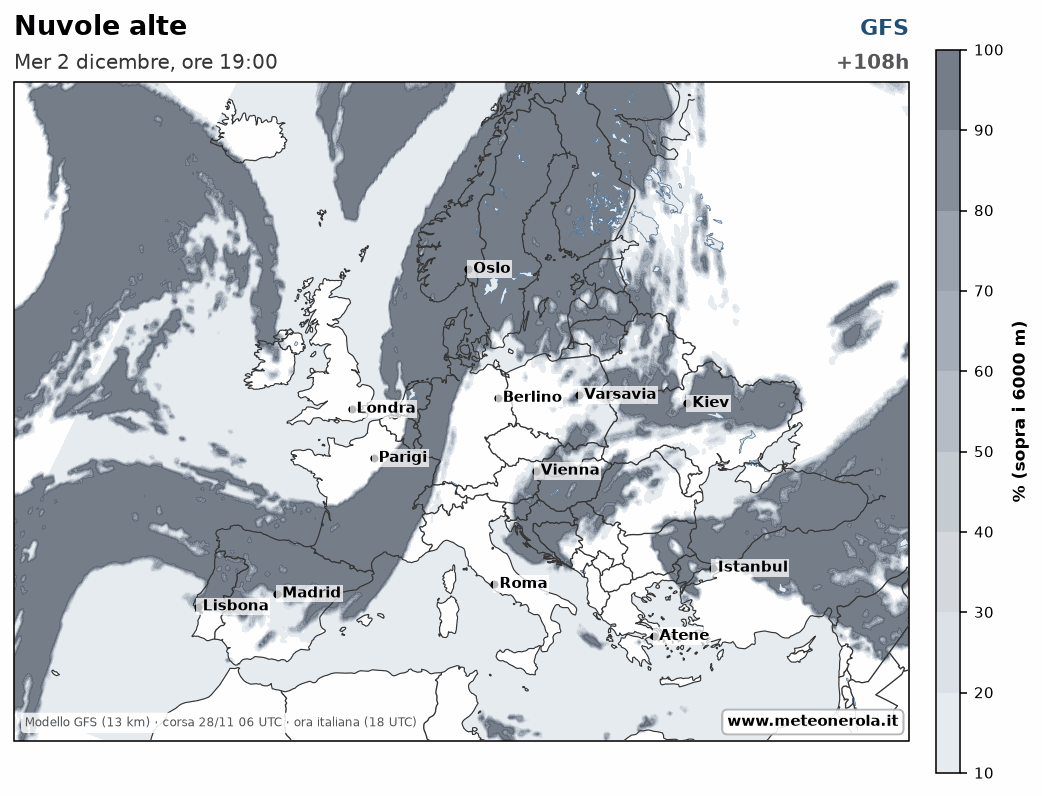 Nuvole alte
GFS
Mer 2 dicembre, ore 19:00
+108h
100
90
80
70
60
50
40
30
20
10
% (sopra i 6000 m)
Oslo
Berlino
Varsavia
Kiev
Londra
Parigi
Vienna
Istanbul
Roma
Madrid
Lisbona
Atene
Modello GFS (13 km) · corsa 28/11 06 UTC · ora italiana (18 UTC)
www.meteonerola.it